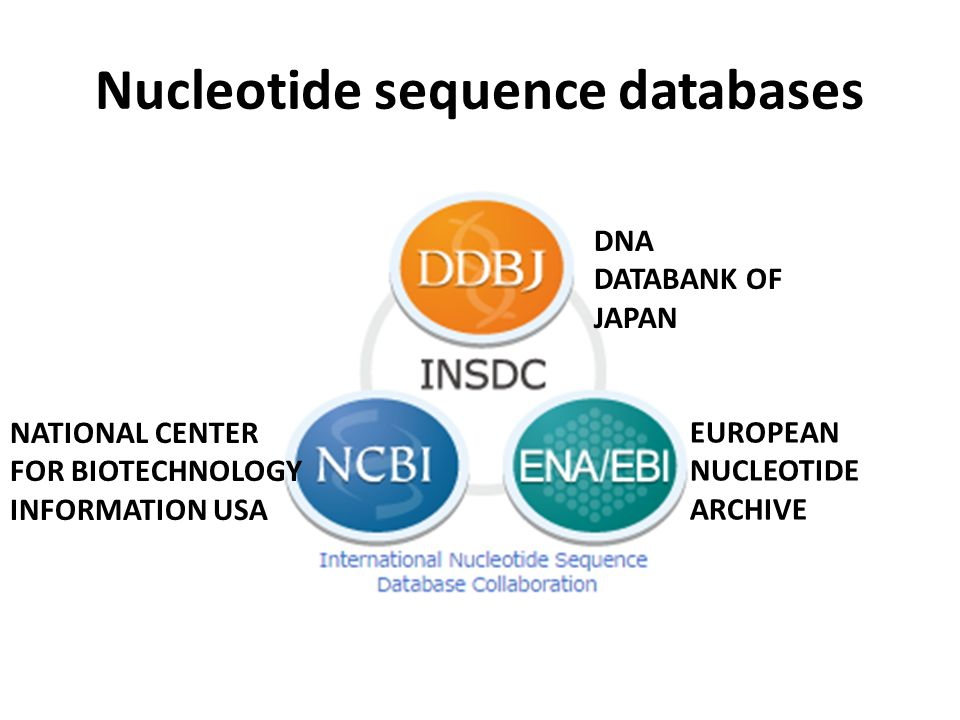 Nucleotide sequence databases
DDBJ
DNA
DATABANK OF
JAPAN
INSDC
NATIONAL CENTER
FOR BIOTECHNOLOGY
INFORMATION USA
NCBI
ENA/EBI
EUROPEAN
NUCLEOTIDE
ARCHIVE
International Nucleotide Sequence
Database Collaboration